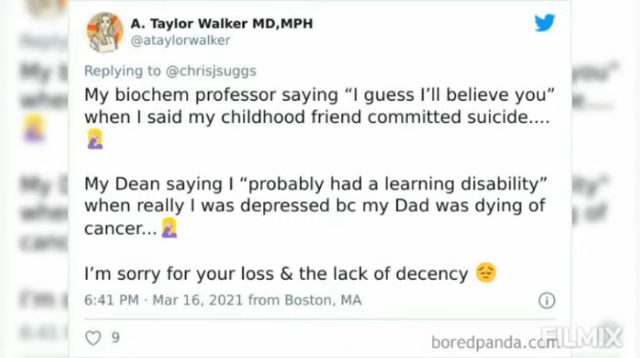 A. Taylor Walker MD,MPH
@ataylorwalker
Replying to @chrisjsuggs
My biochem professor saying “I guess I’ll believe you”
when I said my childhood friend committed suicide....
🤦‍♀️
My Dean saying I “probably had a learning disability”
when really I was depressed bc my Dad was dying of
cancer... 🤦‍♀️
I’m sorry for your loss & the lack of decency 😔
6:41 PM · Mar 16, 2021 from Boston, MA
9
boredpanda.com
FILMIX